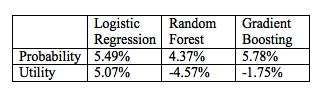 Logistic Random Gradient
Regression Forest Boosting
Probability 5.49% 4.37% 5.78%
Utility 5.07% -4.57% -1.75%